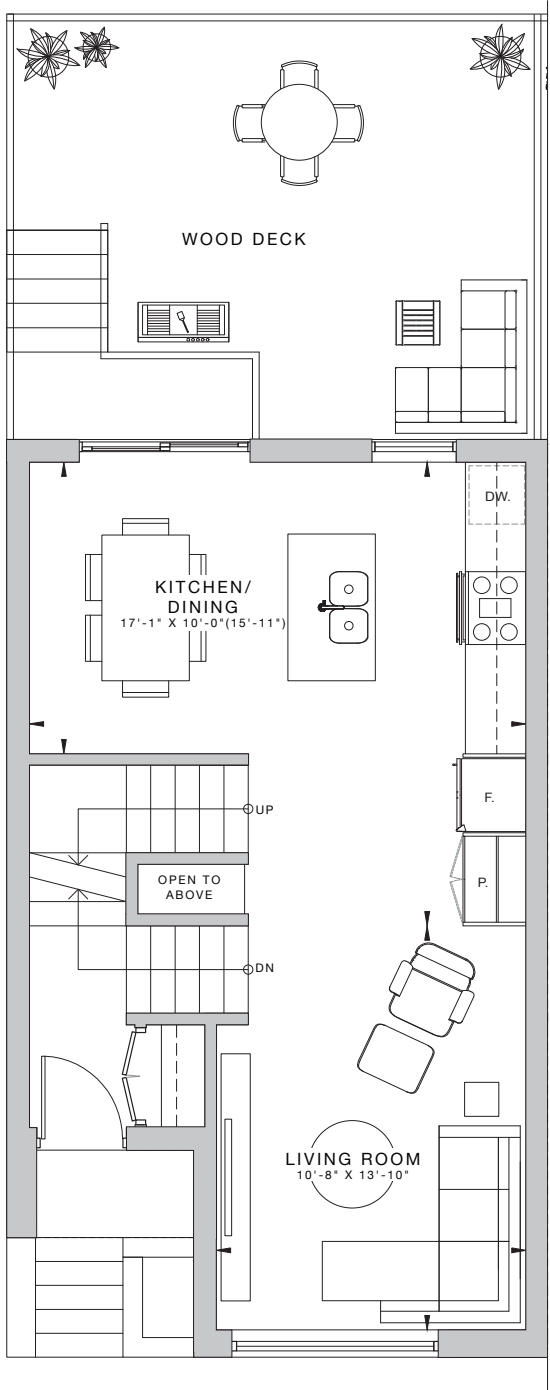 WOOD DECK
DW.
KITCHEN/
DINING
17'-1" X 10'-0"(15'-11")
F.
UP
P.
OPEN TO
ABOVE
DN
LIVING ROOM
10'-8" X 13'-10"